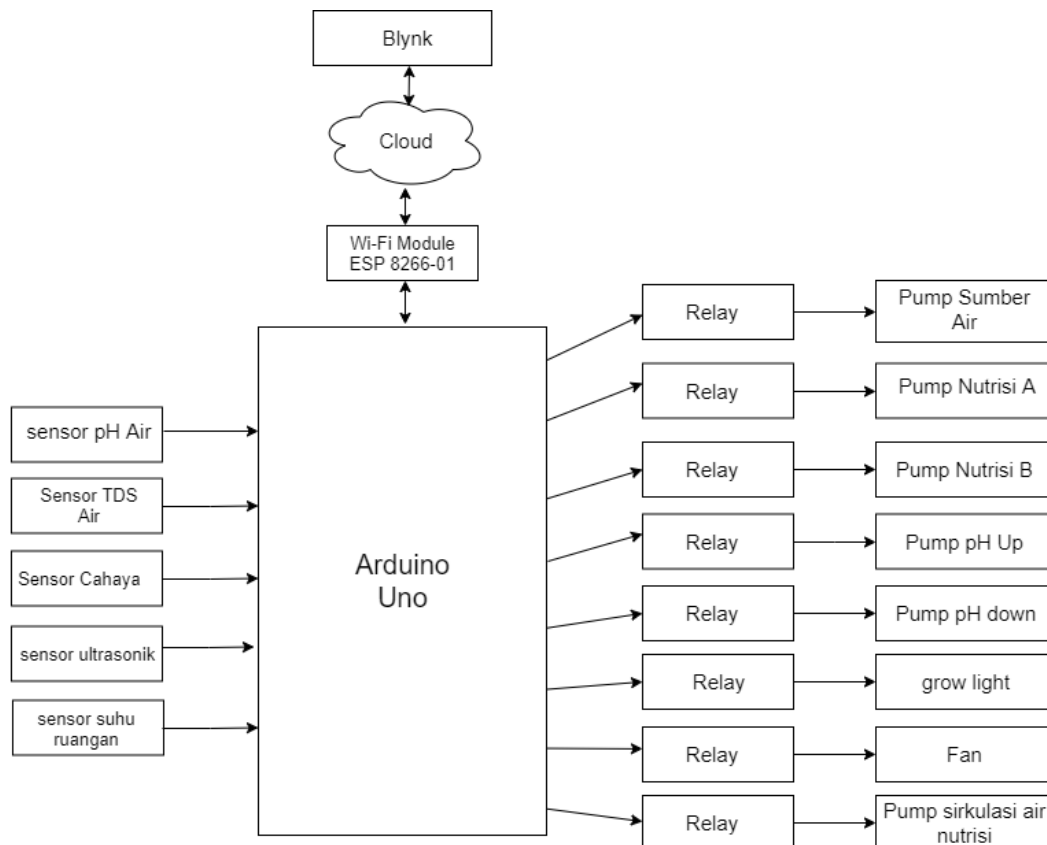 Blynk
Cloud
Wi-Fi Module
ESP 8266-01
sensor pH Air
Sensor TDS
Air
Sensor Cahaya
sensor ultrasonik
sensor suhu
ruangan
Arduino
Uno
Relay
Pump Sumber
Air
Relay
Pump Nutrisi A
Relay
Pump Nutrisi B
Relay
Pump pH Up
Relay
Pump pH down
Relay
grow light
Relay
Fan
Relay
Pump sirkulasi air
nutrisi